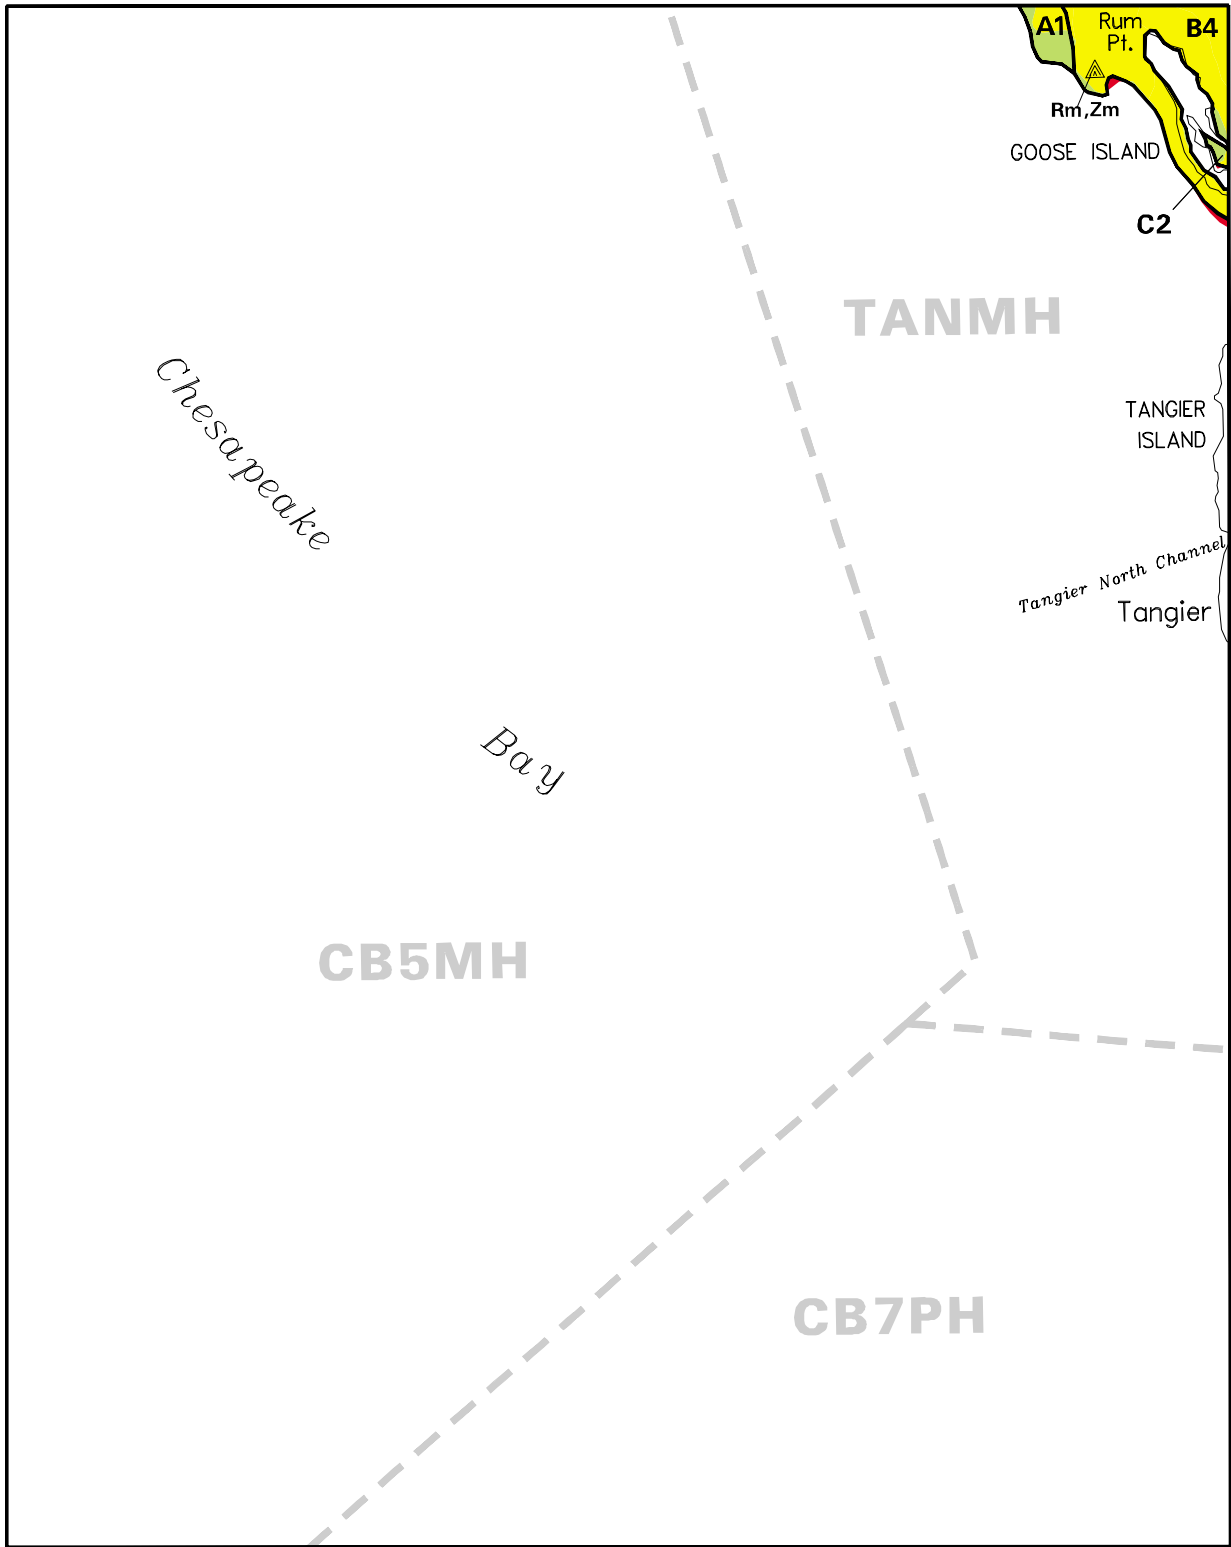 A1
Rum
Pt.
B4
Rm,Zm
GOOSE ISLAND
C2
TANMH
Chesapeake
TANGIER
ISLAND
Tangier North Channel
Tangier
Bay
CB5MH
CB7PH